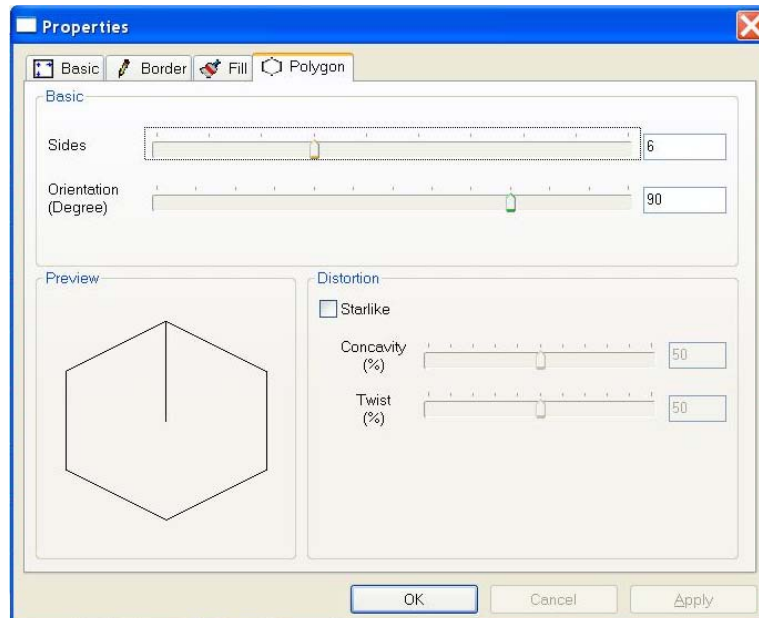 Properties
Basic Border Fill Polygon
Basic
Sides 6
Orientation
(Degree) 90
Preview
Distortion
Starlike
Concavity
(%) 50
Twist
(%) 50
OK Cancel Apply